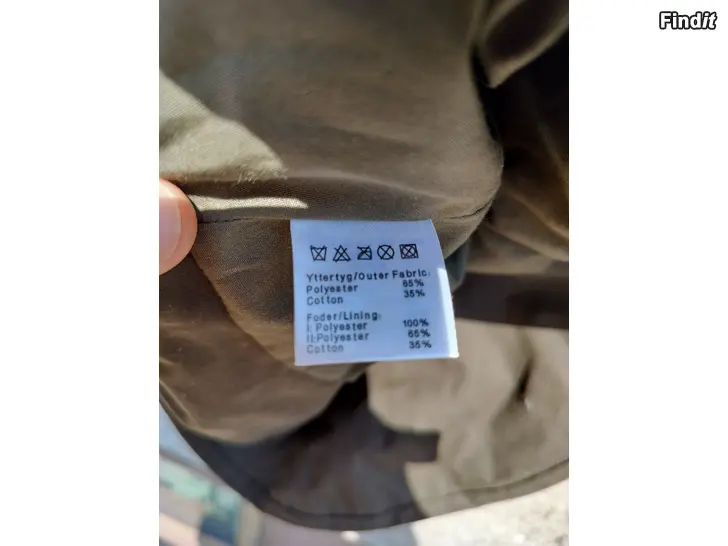 Findit
Yttertyg/Outer Fabric:
Polyester 65%
Cotton 35%
Foder/Lining:
I: Polyester 100%
II:Polyester 65%
Cotton 35%